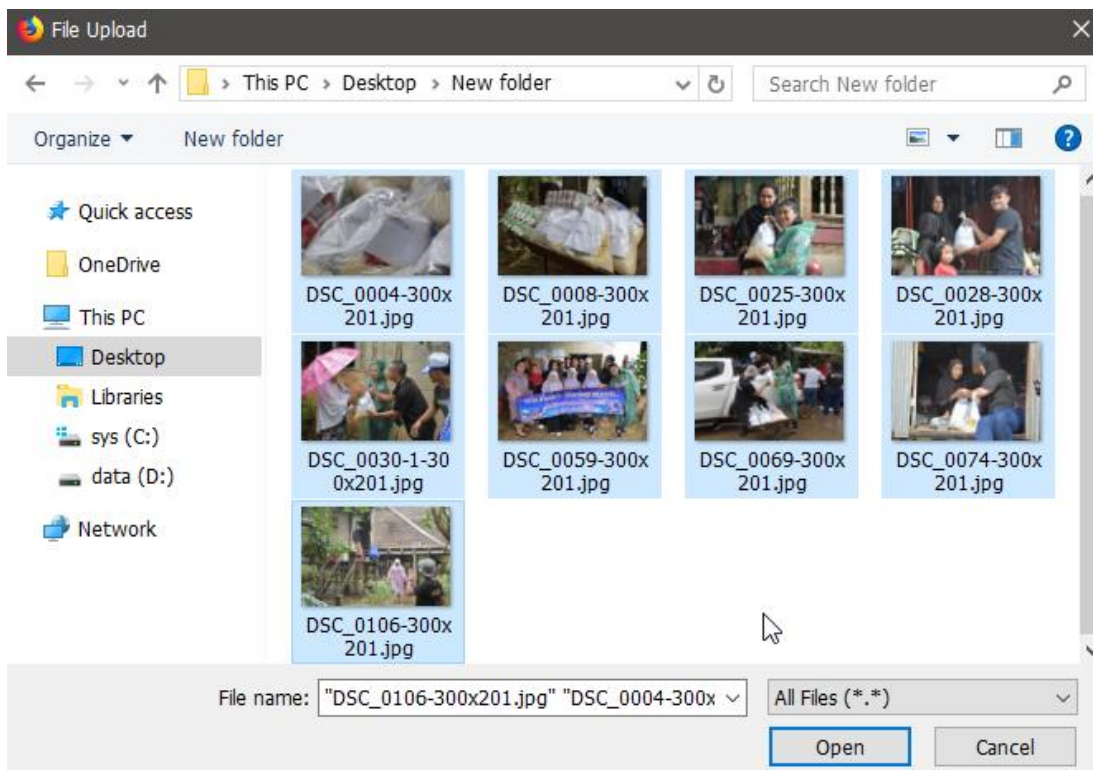 File Upload
This PC > Desktop > New folder
Search New folder
Organize
New folder
Quick access
OneDrive
This PC
Desktop
Libraries
sys (C:)
data (D:)
Network
DSC_0004-300x
201.jpg
DSC_0008-300x
201.jpg
DSC_0025-300x
201.jpg
DSC_0028-300x
201.jpg
DSC_0030-1-30
0x201.jpg
DSC_0059-300x
201.jpg
DSC_0069-300x
201.jpg
DSC_0074-300x
201.jpg
DSC_0106-300x
201.jpg
File name: "DSC_0106-300x201.jpg" "DSC_0004-300x
All Files (*.*)
Open
Cancel